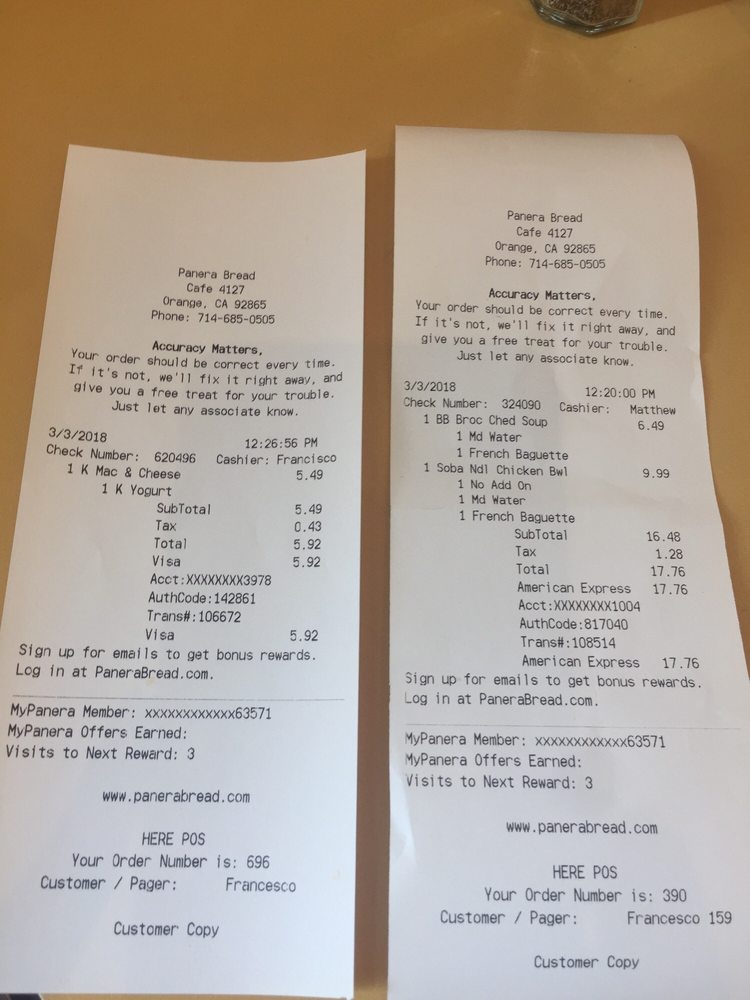 Panera Bread
Cafe 4127
Orange, CA 92865
Phone: 714-685-0505
Accuracy Matters,
Your order should be correct every time.
If it's not, we'll fix it right away, and
give you a free treat for your trouble.
Just let any associate know.
3/3/2018 12:26:56 PM
Check Number: 620496 Cashier: Francisco
1 K Mac & Cheese 5.49
1 K Yogurt
SubTotal 5.49
Tax 0.43
Total 5.92
Visa 5.92
Acct:XXXXXXXX3978
AuthCode:142861
Trans#:106672
Visa 5.92
Sign up for emails to get bonus rewards.
Log in at PaneraBread.com.
MyPanera Member: xxxxxxxxxxxx63571
MyPanera Offers Earned:
Visits to Next Reward: 3
www.panerabread.com
HERE POS
Your Order Number is: 696
Customer / Pager: Francesco
Customer Copy
Panera Bread
Cafe 4127
Orange, CA 92865
Phone: 714-685-0505
Accuracy Matters,
Your order should be correct every time.
If it's not, we'll fix it right away, and
give you a free treat for your trouble.
Just let any associate know.
3/3/2018 12:20:00 PM
Check Number: 324090 Cashier: Matthew
1 BB Broc Ched Soup 6.49
1 Md Water
1 French Baguette
1 Soba Ndl Chicken Bwl 9.99
1 No Add On
1 Md Water
1 French Baguette
SubTotal 16.48
Tax 1.28
Total 17.76
American Express 17.76
Acct:XXXXXXXX1004
AuthCode:817040
Trans#:108514
American Express 17.76
Sign up for emails to get bonus rewards.
Log in at PaneraBread.com.
MyPanera Member: xxxxxxxxxxxx63571
MyPanera Offers Earned:
Visits to Next Reward: 3
www.panerabread.com
HERE POS
Your Order Number is: 390
Customer / Pager: Francesco 159
Customer Copy